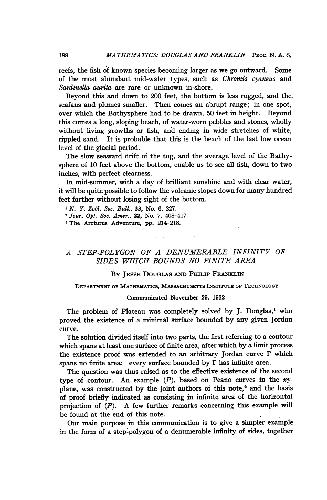 188 MATHEMATICS: DOUGLAS AND FRANKLIN PROC. N. A. S.
reefs, the fish of known species becoming larger as we go outward. Some
of the most abundant mid-water types, such as Chromis cyaneus and
are rare or unknown in-shore.
Beyond this and down to 200 feet, the bottom is less rugged, and the
seafans and plumes smaller. Then comes an abrupt range; in one spot,
over which the Bathysphere had to be drawn, 50 feet in height. Beyond
this comes a long, sloping beach, of water-worn pebbles and stones, wholly
without living growths or fish, and ending in wide stretches of white,
rippled sand. It is probable that this is the beach of the last low ocean
level of the glacial period.
The slow seaward drift of the tug, and the average level of the Bathy-
sphere of 10 feet above the bottom, enable us to see all fish, down to two
inches, with perfect clearness.
In mid-summer, with a day of brilliant sunshine and with clear water,
it will be quite possible to follow the volcanic slopes down for many hundred
feet further without losing sight of the bottom.
N. Y. Zoöl. Soc. Bull., 33, No. 6, 227.
Jour. Opt. Soc. Amer., 22, No. 7, 408-417.
The Arcturus Adventure, pp. 214-218.
A STEP-POLYGON OF A DENUMERABLE INFINITY OF
SIDES WHICH BOUNDS NO FINITE AREA
BY JESSE DOUGLAS AND PHILIP FRANKLIN
DEPARTMENT OF MATHEMATICS, MASSACHUSETTS INSTITUTE OF TECHNOLOGY
Communicated November 29, 1932
The problem of Plateau was completely solved by J. Douglas,¹ who
proved the existence of a minimal surface bounded by any given Jordan
curve.
The solution divided itself into two parts, the first referring to a contour
which spans at least one surface of finite area, after which by a limit process
the existence proof was extended to an arbitrary Jordan curve Γ which
spans no finite area: every surface bounded by Γ has infinite area.
The question was thus raised as to the effective existence of the second
type of contour. An example (P), based on Peano curves in the xy-
plane, was constructed by the joint authors of this note,² and the basis
of proof briefly indicated as consisting in infinite area of the horizontal
projection of (P). A few further remarks concerning this example will
be found at the end of this note.
Our main purpose in this communication is to give a simpler example
in the form of a step-polygon of a denumerable infinity of sides, together